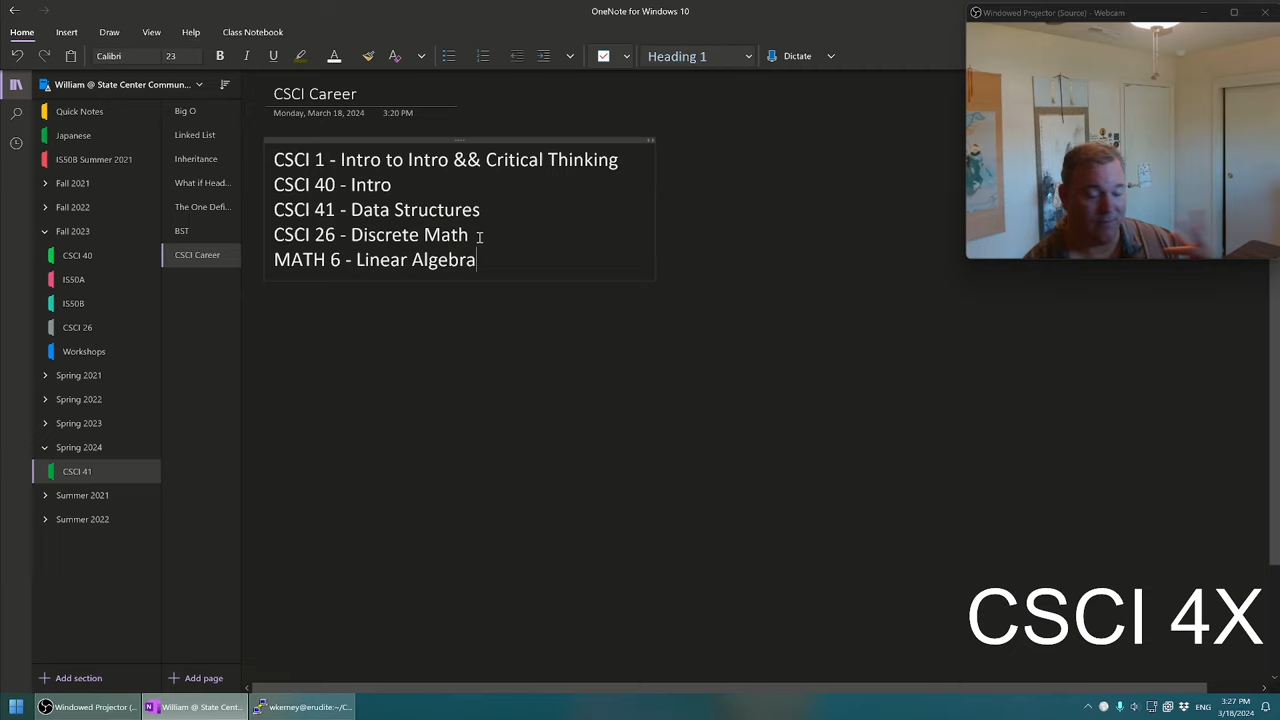 OneNote for Windows 10
Windowed Projector (Source) - Webcam
Home
Insert
Draw
View
Help
Class Notebook
Calibri
23
B
I
U
A
Heading 1
Dictate
William @ State Center Commun...
Quick Notes
Japanese
IS50B Summer 2021
Fall 2021
Fall 2022
Fall 2023
CSCI 40
IS50A
IS50B
CSCI 26
Workshops
Spring 2021
Spring 2022
Spring 2023
Spring 2024
CSCI 41
Summer 2021
Summer 2022
Add section
Big O
Linked List
Inheritance
What if Head...
The One Defi...
BST
CSCI Career
Add page
CSCI Career
Monday, March 18, 2024 3:20 PM
CSCI 1 - Intro to Intro && Critical Thinking
CSCI 40 - Intro
CSCI 41 - Data Structures
CSCI 26 - Discrete Math
MATH 6 - Linear Algebra
CSCI 4X
Windowed Projector (...
William @ State Cent...
vkerney@erudite:~/C...
ENG
3:27 PM
3/18/2024